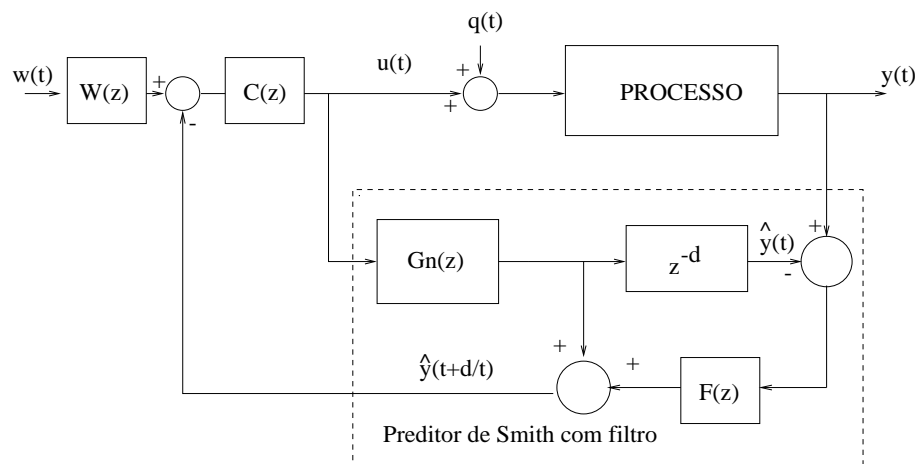 q(t)
w(t)
W(z)
+
-
C(z)
u(t)
+
+
PROCESSO
y(t)
Gn(z)
z^-d
ŷ(t)
+
-
+
+
ŷ(t+d/t)
F(z)
Preditor de Smith com filtro